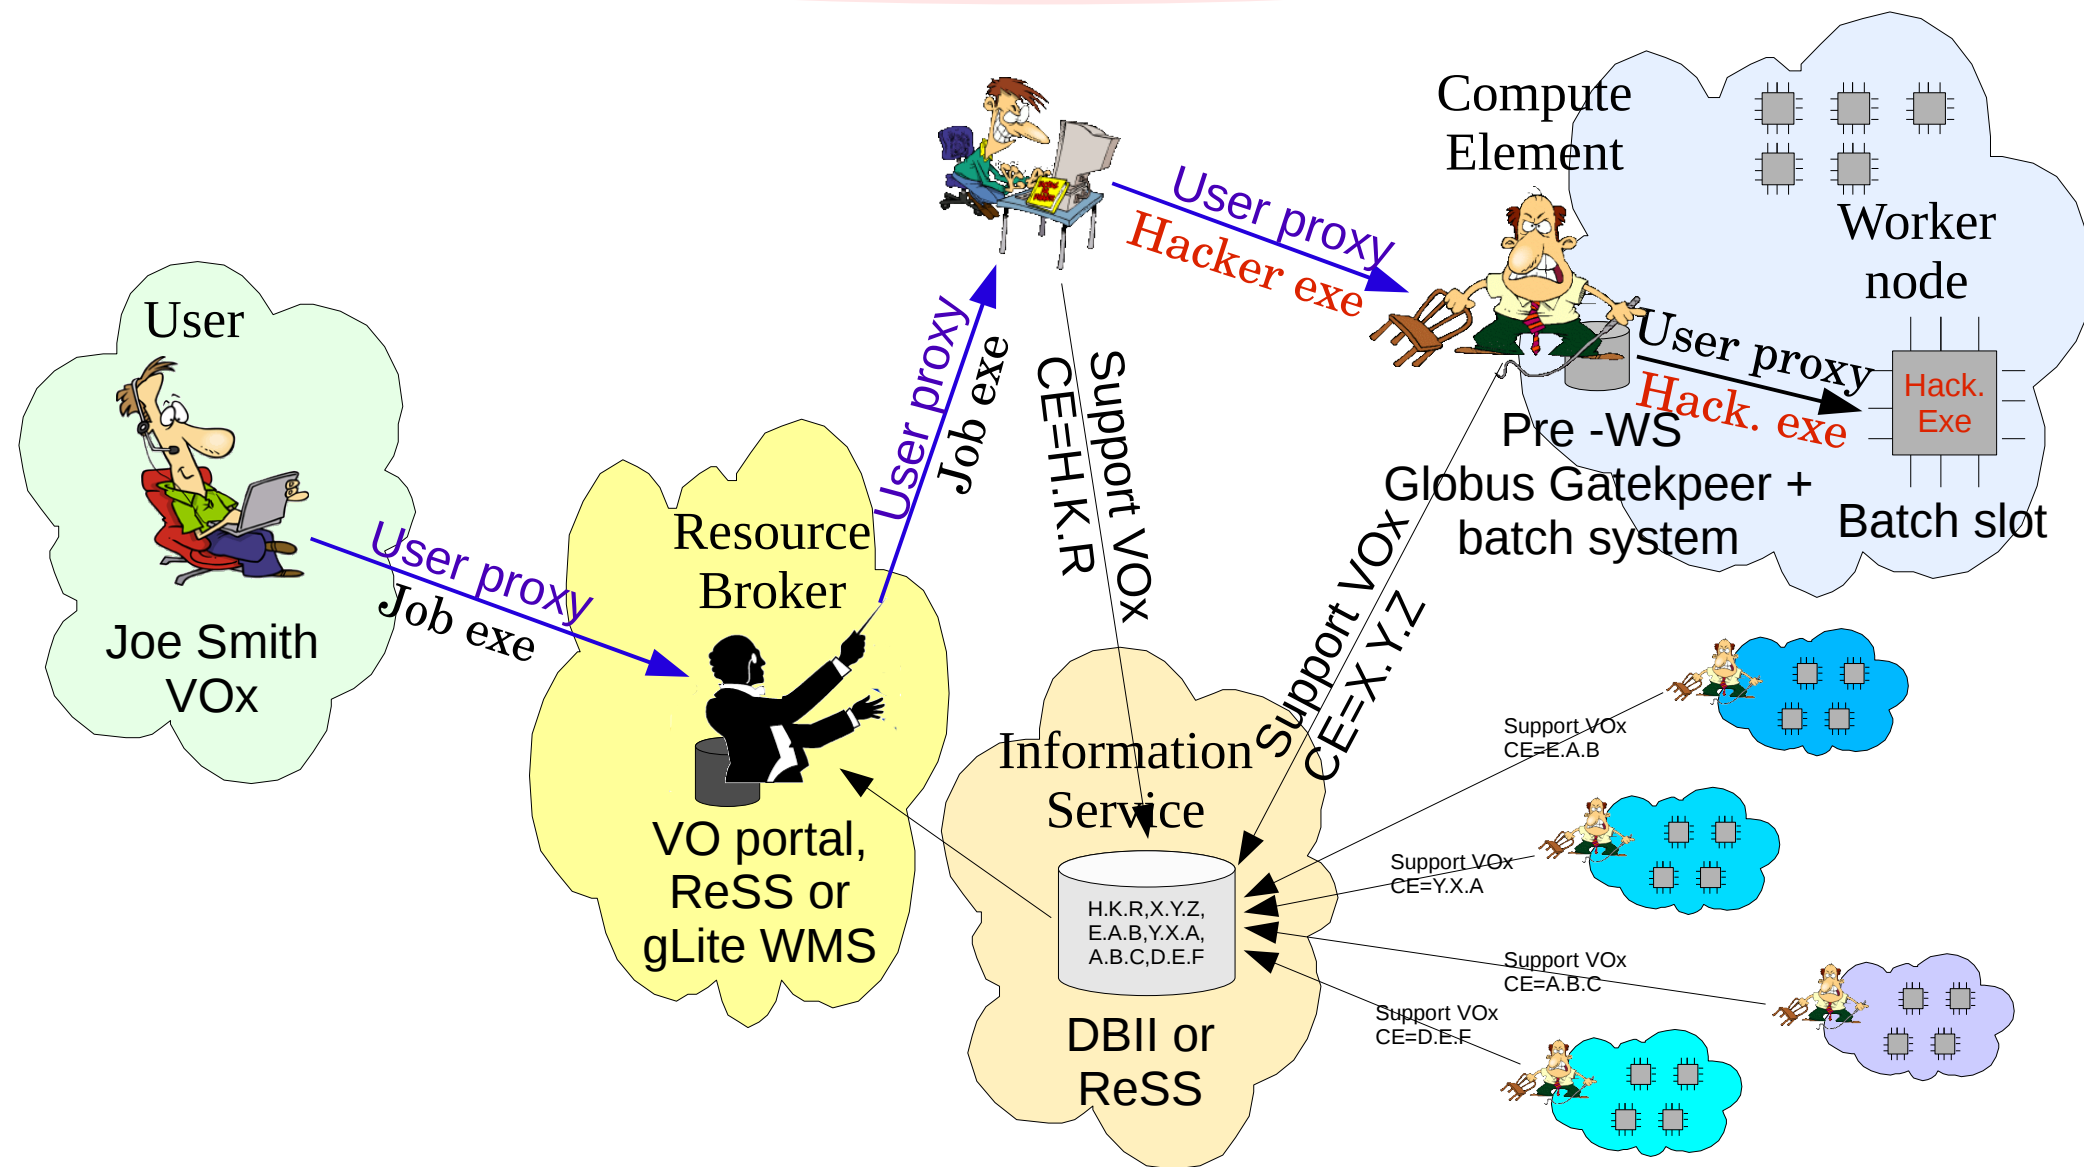 User
Joe Smith
VOx
User proxy
Job exe
Resource
Broker
VO portal,
ReSS or
gLite WMS
User proxy
Job exe
User proxy
Hacker exe
Support VOx
CE=H.K.R
Compute
Element
Worker
node
User proxy
Hack. exe
Hack.
Exe
Pre -WS
Globus Gatekpeer +
batch system
Batch slot
Support VOx
CE=X.Y.Z
Information
Service
H.K.R,X.Y.Z,
E.A.B,Y.X.A,
A.B.C,D.E.F
DBII or
ReSS
Support VOx
CE=E.A.B
Support VOx
CE=Y.X.A
Support VOx
CE=A.B.C
Support VOx
CE=D.E.F